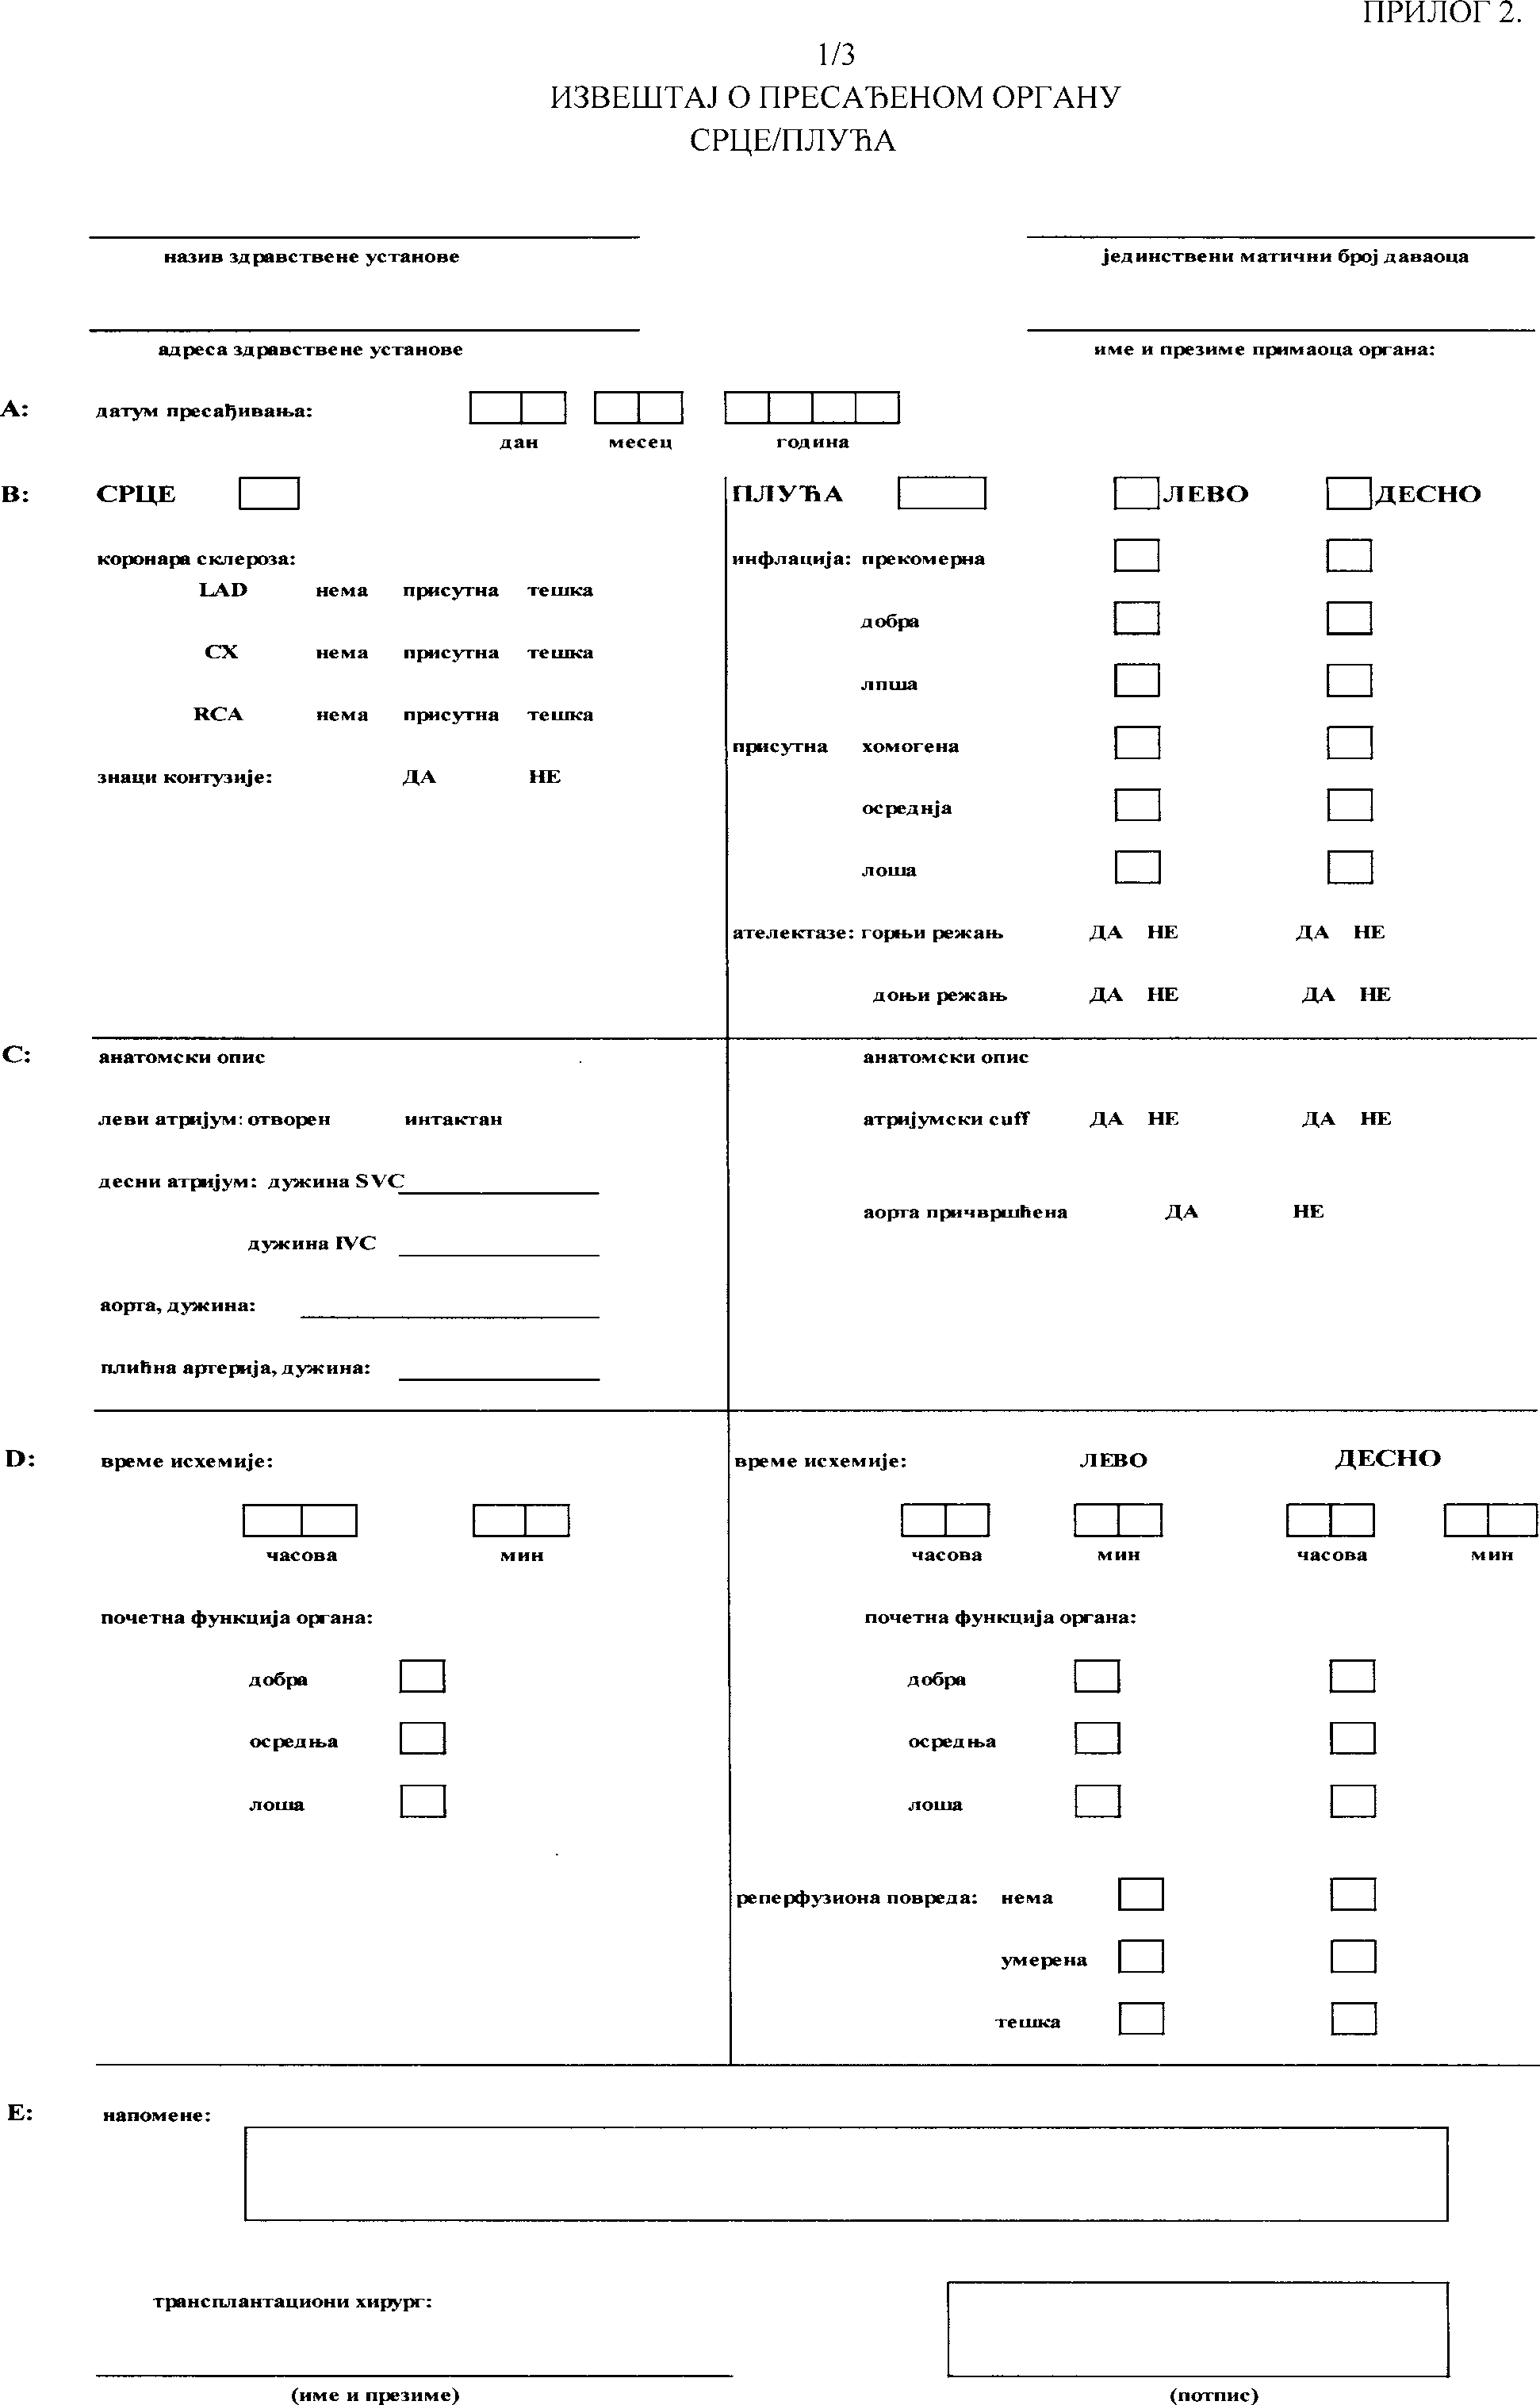 ПРИЛОГ 2.
1/3
ИЗВЕШТАЈ О ПРЕСАЂЕНОМ ОРГАНУ
СРЦЕ/ПЛУЋА
назив здравствене установе јединствени матични број даваоца
адреса здравствене установе име и презиме примаоца органа:
A: датум пресађивања:
дан месец година
B: СРЦЕ ПЛУЋА ЛЕВО ДЕСНО
коронара склероза: инфлација: прекомерна
LAD нема присутна тешка
добра
CX нема присутна тешка
лпша
RCA нема присутна тешка
присутна хомогена
знаци контузије: ДА НЕ
осреднја
лоша
ателектазе: горњи режањ ДА НЕ ДА НЕ
доњи режањ ДА НЕ ДА НЕ
C: анатомски опис анатомски опис
леви атријум: отворен интактан атријумски cuff ДА НЕ ДА НЕ
десни атријум: дужина SVC
аорта причвршћена ДА НЕ
дужина IVC
аорта, дужина:
плићна артерија, дужина:
D: време исхемије: време исхемије: ЛЕВО ДЕСНО
часова мин часова мин часова мин
почетна функција органа: почетна функција органа:
добра добра
осредња осредња
лоша лоша
реперфузиона повреда: нема
умерена
тешка
E: напомене:
трансплантациони хирург:
(име и презиме) (потпис)